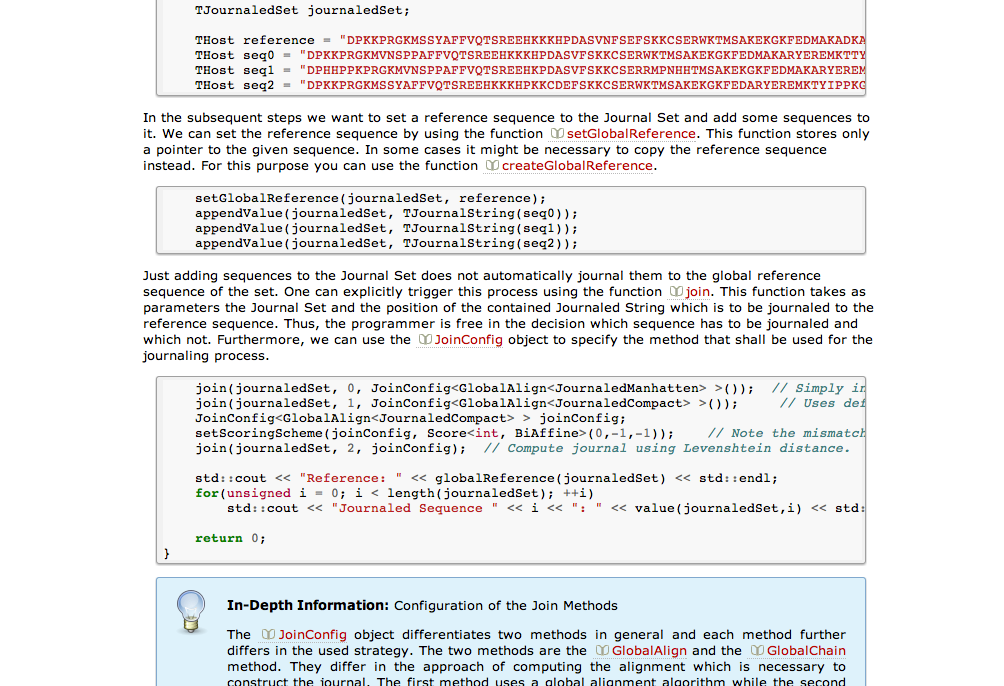 TJournaledSet journaledSet;
THost reference = "DPKKPRGKMSSYAFFVQTSREEHKKKHPDASVNFSEFSKKCSERWKTMSAKEKGKFEDMAKADKA
THost seq0 = "DPKKPRGKMVNSPPAFFVQTSREEHKKKHPDASVFSKKCSERWKTMSAKEKGKFEDMAKARYEREMKTTY
THost seq1 = "DPHHPPKPRGKMVNSPPAFFVQTSREEHKPDASVFSKKCSERRMPNHHTMSAKEKGKFEDMAKARYEREM
THost seq2 = "DPKKPRGKMSSYAFFVQTSREEHKKKHPKKCDEFSKKCSERWKTMSAKEKGKFEDARYEREMKTYIPPKG
In the subsequent steps we want to set a reference sequence to the Journal Set and add some sequences to
it. We can set the reference sequence by using the function setGlobalReference. This function stores only
a pointer to the given sequence. In some cases it might be necessary to copy the reference sequence
instead. For this purpose you can use the function createGlobalReference.
setGlobalReference(journaledSet, reference);
appendValue(journaledSet, TJournalString(seq0));
appendValue(journaledSet, TJournalString(seq1));
appendValue(journaledSet, TJournalString(seq2));
Just adding sequences to the Journal Set does not automatically journal them to the global reference
sequence of the set. One can explicitly trigger this process using the function join. This function takes as
parameters the Journal Set and the position of the contained Journaled String which is to be journaled to the
reference sequence. Thus, the programmer is free in the decision which sequence has to be journaled and
which not. Furthermore, we can use the JoinConfig object to specify the method that shall be used for the
journaling process.
join(journaledSet, 0, JoinConfig<GlobalAlign<JournaledManhatten> >()); // Simply in
join(journaledSet, 1, JoinConfig<GlobalAlign<JournaledCompact> >()); // Uses def
JoinConfig<GlobalAlign<JournaledCompact> > joinConfig;
setScoringScheme(joinConfig, Score<int, BiAffine>(0,-1,-1)); // Note the mismatch
join(journaledSet, 2, joinConfig); // Compute journal using Levenshtein distance.
std::cout << "Reference: " << globalReference(journaledSet) << std::endl;
for(unsigned i = 0; i < length(journaledSet); ++i)
std::cout << "Journaled Sequence " << i << ": " << value(journaledSet,i) << std:
return 0;
}
In-Depth Information: Configuration of the Join Methods
The JoinConfig object differentiates two methods in general and each method further
differs in the used strategy. The two methods are the GlobalAlign and the GlobalChain
method. They differ in the approach of computing the alignment which is necessary to
construct the journal. The first method uses a global alignment algorithm while the second